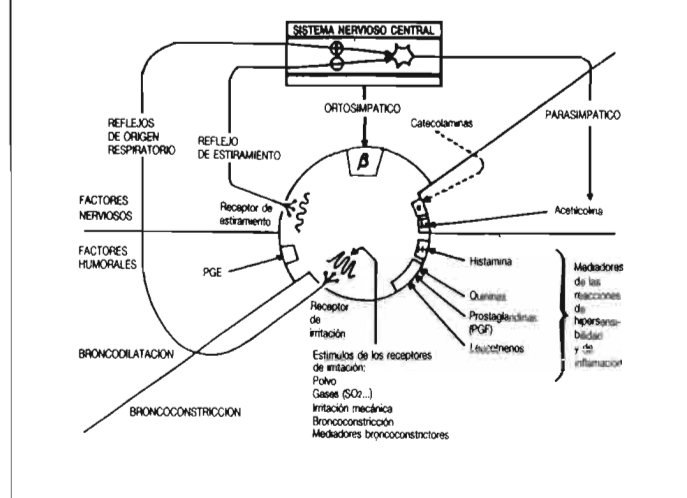 SISTEMA NERVIOSO CENTRAL
ORTOSIMPATICO
Catecolaminas
PARASIMPATICO
REFLEJOS
DE ORIGEN
RESPIRATORIO
REFLEJO
DE ESTIRAMIENTO
β
α
FACTORES
NERVIOSOS
Receptor de
estiramiento
Acetilcolina
FACTORES
HUMORALES
PGE
Histamina
Quininas
Prostaglandinas
(PGF)
Leucotrienos
Mediadores
de las
reacciones
de
hipersensi-
bilidad
y de
inflamación
Receptor
de
irritación
BRONCODILATACION
BRONCOCONSTRICCION
Estímulos de los receptores
de irritación:
Polvo
Gases (SO2...)
Irritación mecánica
Broncoconstricción
Mediadores broncoconstrictores